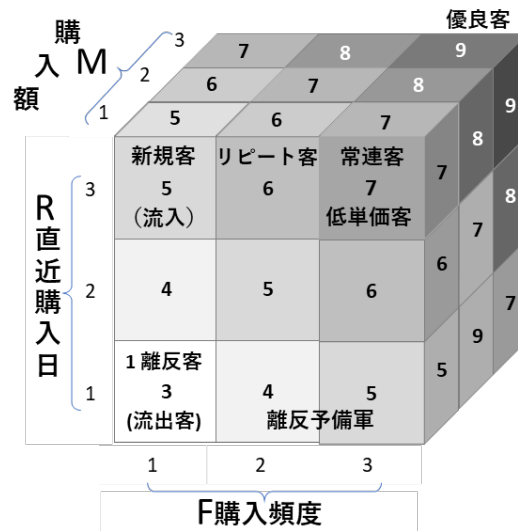 優良客
購入額
M
3
2
1
7 8 9
6 7 8
5 6 7
R直近購入日
3
2
1
新規客
5
（流入）
リピート客
6
常連客
7
低単価客
4 5 6
1 離反客
3
(流出客)
4
5
離反予備軍
7 8 9
6 7 8
5 9 7
1 2 3
F購入頻度